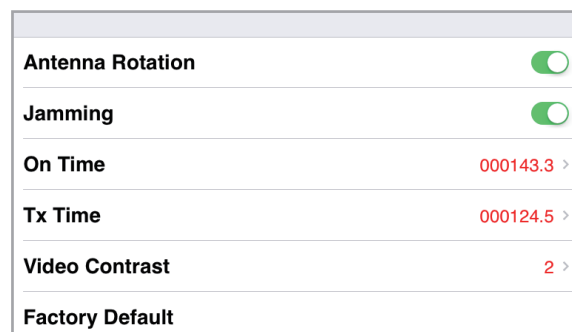 Antenna Rotation
Jamming
On Time 000143.3 >
Tx Time 000124.5 >
Video Contrast 2 >
Factory Default